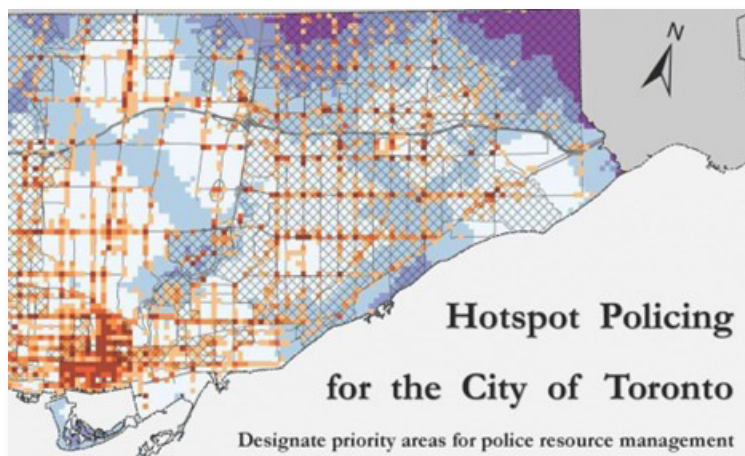 N
Hotspot Policing
for the City of Toronto
Designate priority areas for police resource management